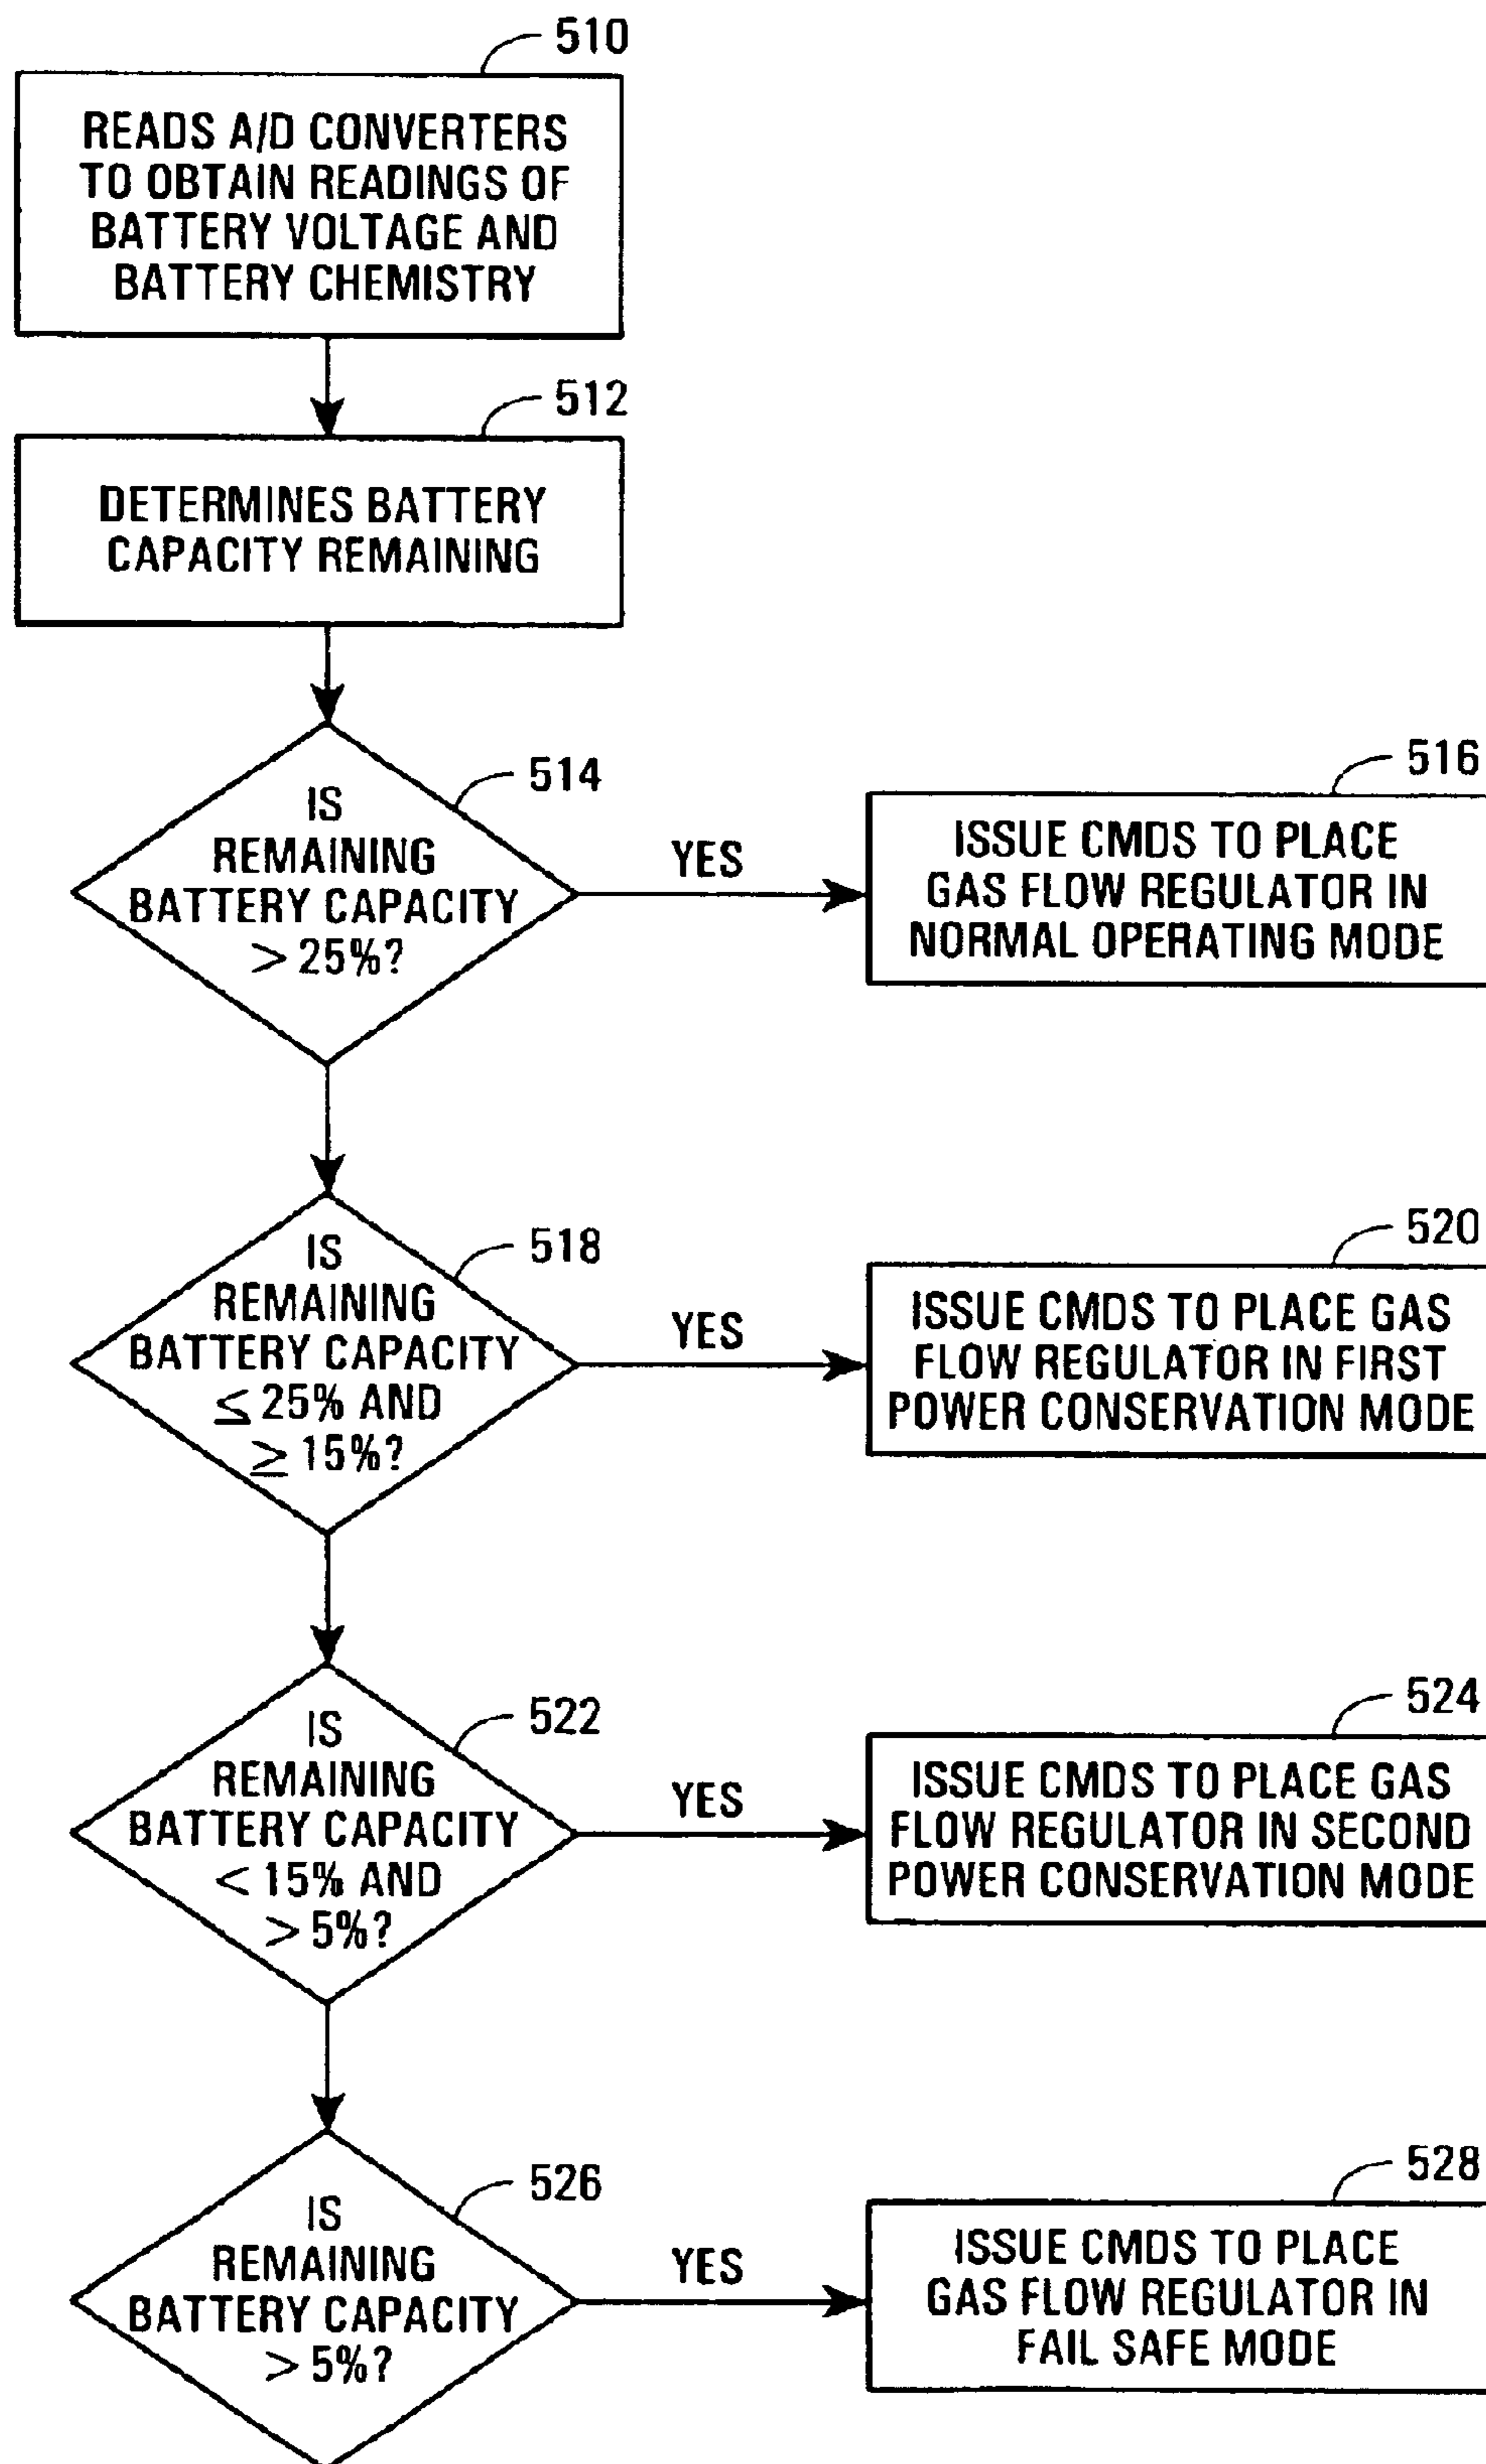 510
READS A/D CONVERTERS
TO OBTAIN READINGS OF
BATTERY VOLTAGE AND
BATTERY CHEMISTRY
512
DETERMINES BATTERY
CAPACITY REMAINING
514
IS
REMAINING
BATTERY CAPACITY
> 25%?
YES
516
ISSUE CMDS TO PLACE
GAS FLOW REGULATOR IN
NORMAL OPERATING MODE
518
IS
REMAINING
BATTERY CAPACITY
≤ 25% AND
≥ 15%?
YES
520
ISSUE CMDS TO PLACE GAS
FLOW REGULATOR IN FIRST
POWER CONSERVATION MODE
522
IS
REMAINING
BATTERY CAPACITY
< 15% AND
> 5%?
YES
524
ISSUE CMDS TO PLACE GAS
FLOW REGULATOR IN SECOND
POWER CONSERVATION MODE
526
IS
REMAINING
BATTERY CAPACITY
> 5%?
YES
528
ISSUE CMDS TO PLACE
GAS FLOW REGULATOR IN
FAIL SAFE MODE